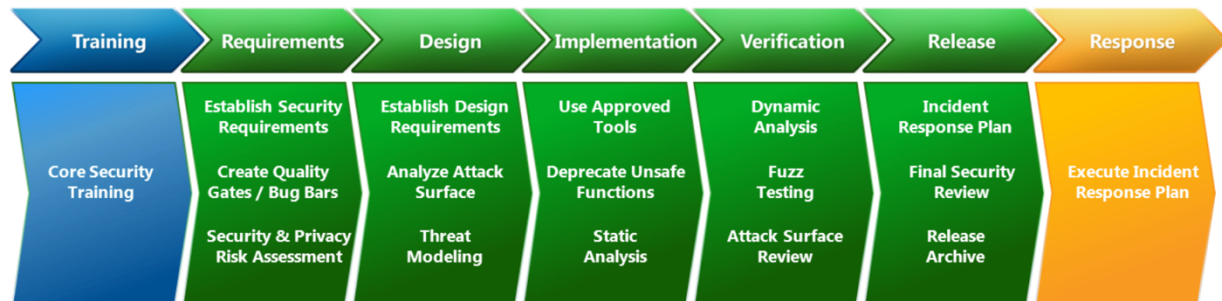 Training
Requirements
Design
Implementation
Verification
Release
Response
Core Security
Training
Establish Security
Requirements
Create Quality
Gates / Bug Bars
Security & Privacy
Risk Assessment
Establish Design
Requirements
Analyze Attack
Surface
Threat
Modeling
Use Approved
Tools
Deprecate Unsafe
Functions
Static
Analysis
Dynamic
Analysis
Fuzz
Testing
Attack Surface
Review
Incident
Response Plan
Final Security
Review
Release
Archive
Execute Incident
Response Plan